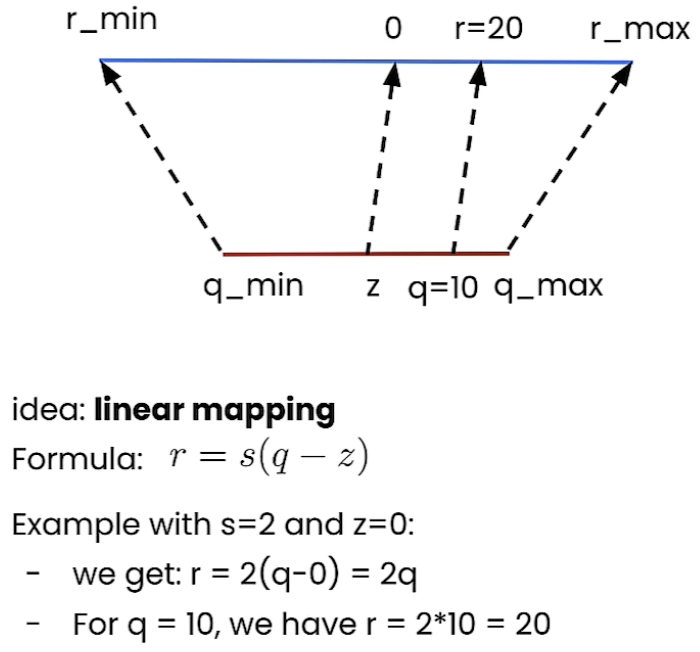 r_min 0 r=20 r_max
q_min z q=10 q_max
idea: linear mapping
Formula: r = s(q − z)
Example with s=2 and z=0:
- we get: r = 2(q-0) = 2q
- For q = 10, we have r = 2*10 = 20